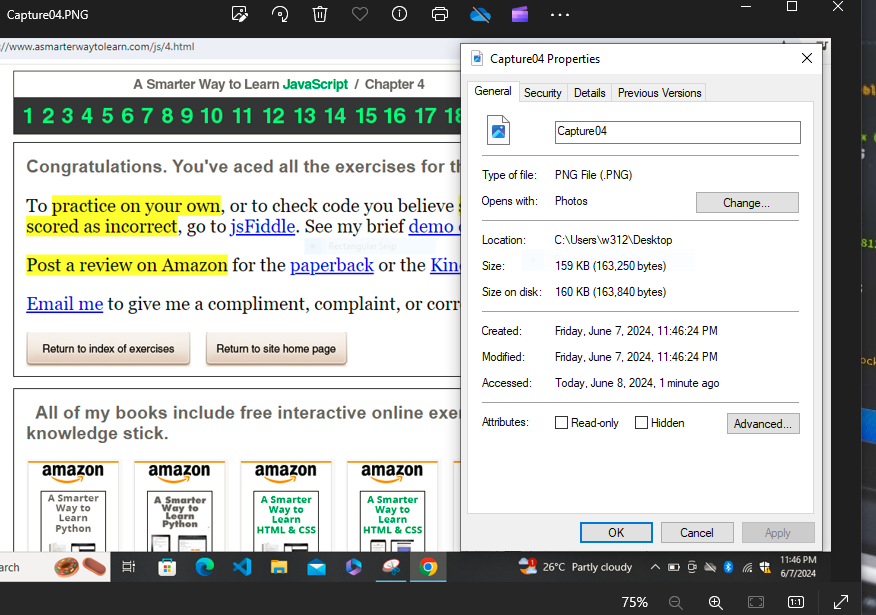 Capture04.PNG
://www.asmarterwaytolearn.com/js/4.html
A Smarter Way to Learn JavaScript / Chapter 4
1 2 3 4 5 6 7 8 9 10 11 12 13 14 15 16 17 18
Congratulations. You've aced all the exercises for th
To practice on your own, or to check code you believe
scored as incorrect, go to jsFiddle. See my brief demo
Rectangular Snip
Post a review on Amazon for the paperback or the Kin
Email me to give me a compliment, complaint, or corr
Return to index of exercises
Return to site home page
All of my books include free interactive online exer
knowledge stick.
amazon amazon amazon amazon
A Smarter
Way to
Learn
Python
A Smarter
Way to
Learn
Python
A Smarter
Way to
Learn
HTML & CSS
A Smarter
Way to
Learn
HTML & CSS
Capture04 Properties
General Security Details Previous Versions
Capture04
Type of file: PNG File (.PNG)
Opens with: Photos Change...
Location: C:\Users\w312\Desktop
Size: 159 KB (163,250 bytes)
Size on disk: 160 KB (163,840 bytes)
Created: Friday, June 7, 2024, 11:46:24 PM
Modified: Friday, June 7, 2024, 11:46:24 PM
Accessed: Today, June 8, 2024, 1 minute ago
Attributes: Read-only Hidden Advanced...
OK Cancel Apply
arch
26°C Partly cloudy
11:46 PM
6/7/2024
75%
1:1